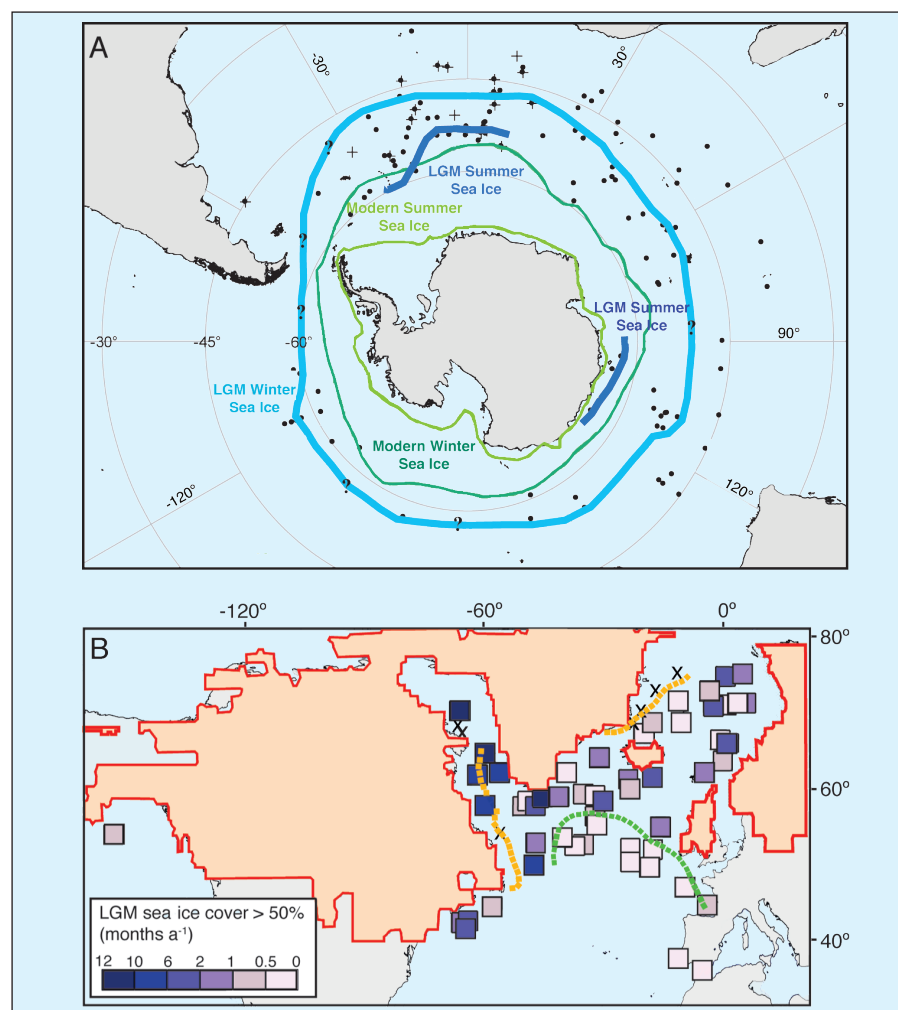 A
-30°
30°
LGM Summer
Sea Ice
Modern Summer
Sea Ice
?
?
LGM Summer
Sea Ice
?
?
-30°
-45°
-60°
90°
LGM Winter
Sea Ice
Modern Winter
Sea Ice
-120°
?
?
120°
-120°
-60°
0°
B
80°
X
X
X
X
X
X
60°
X
LGM sea ice cover > 50%
(months a⁻¹)
12 10 6 2 1 0.5 0
40°